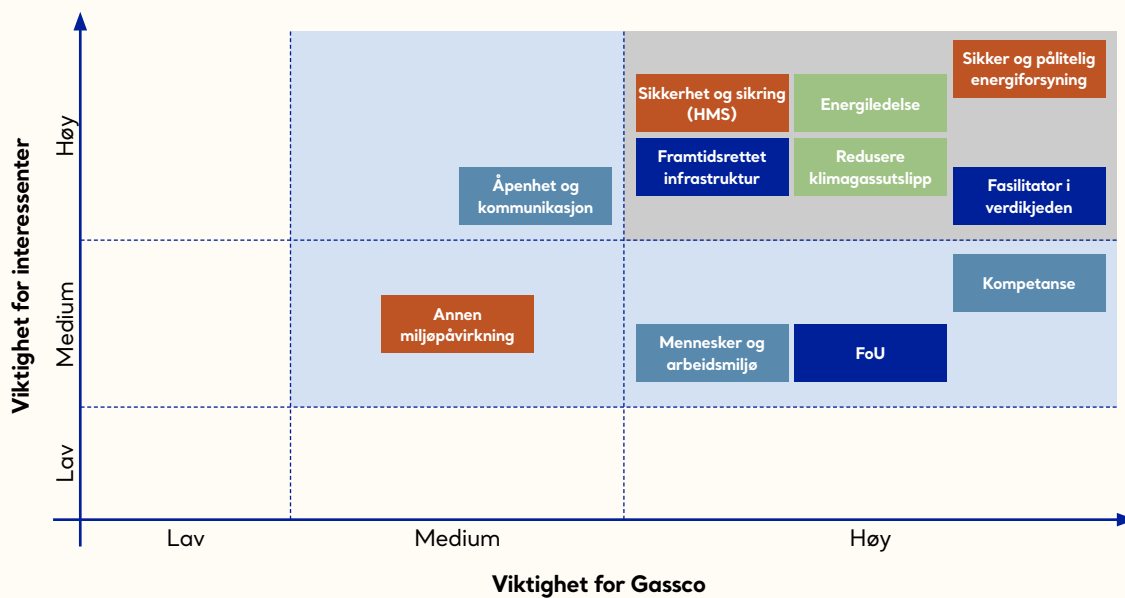 Viktighet for interessenter
Høy
Medium
Lav
Sikker og pålitelig
energiforsyning
Sikkerhet og sikring
(HMS)
Energiledelse
Framtidsrettet
infrastruktur
Redusere
klimagassutslipp
Åpenhet og
kommunikasjon
Fasilitator i
verdikjeden
Kompetanse
Annen
miljøpåvirkning
Mennesker og
arbeidsmiljø
FoU
Lav
Medium
Høy
Viktighet for Gassco